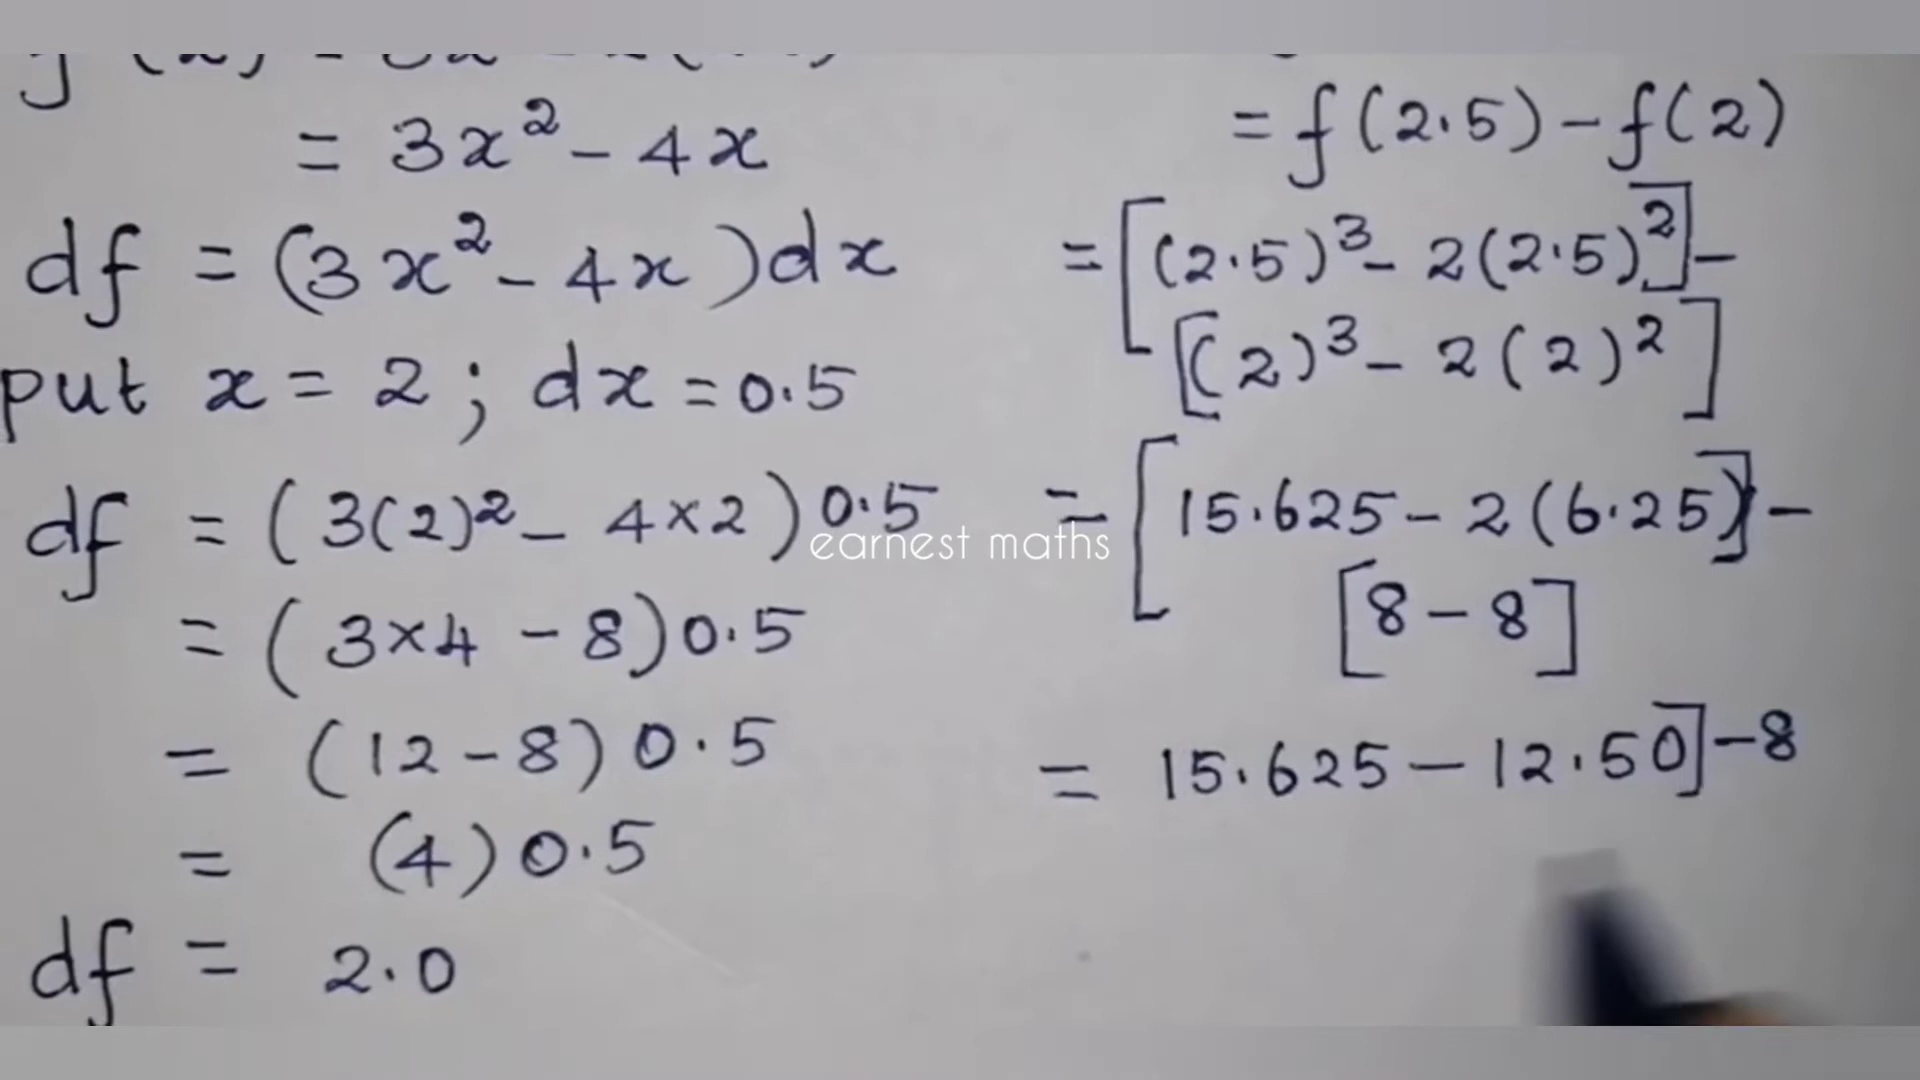 = 3x² - 4x
df = (3x² - 4x)dx
put x = 2 ; dx = 0.5
df = (3(2)² - 4×2) 0.5
= (3×4 - 8) 0.5
= (12 - 8) 0.5
= (4) 0.5
df = 2.0
= f(2.5) - f(2)
= [(2.5)³ - 2(2.5)²] -
[(2)³ - 2(2)²]
= [15.625 - 2(6.25)] -
[8 - 8]
= 15.625 - 12.50] - 8
earnest maths